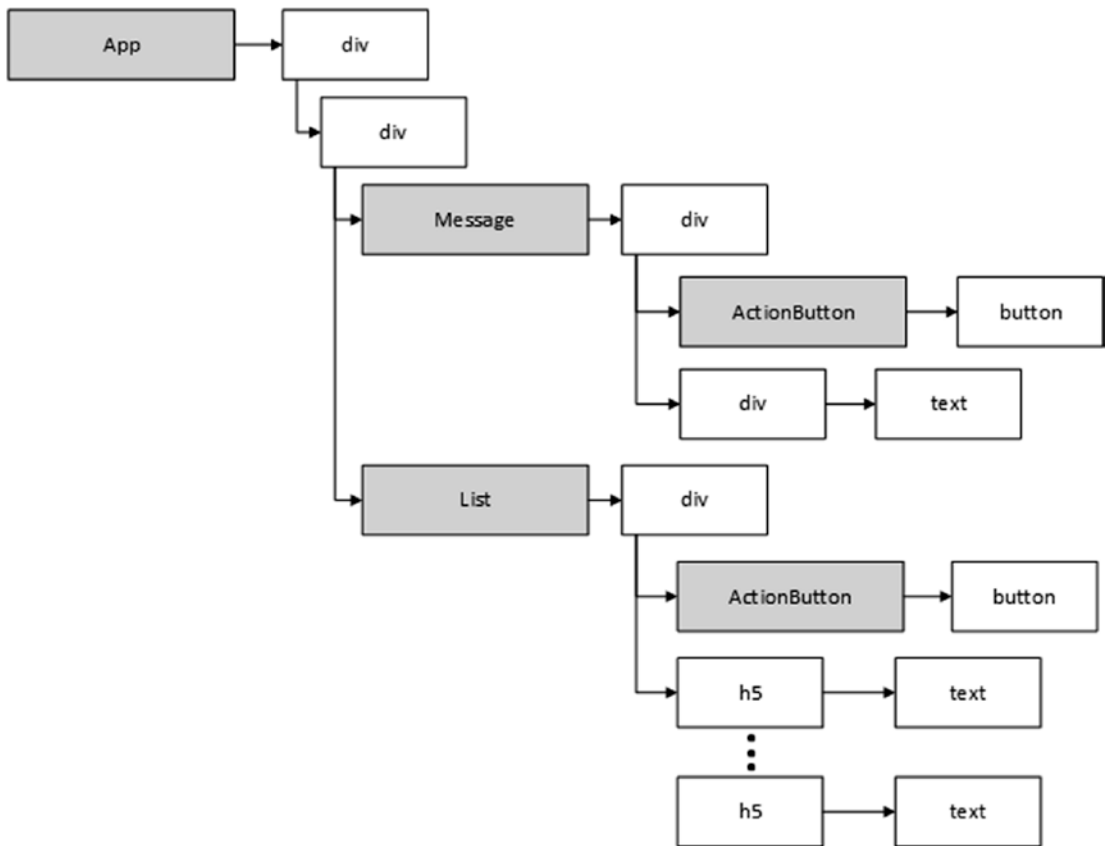 App
div
div
Message
div
ActionButton
button
div
text
List
div
ActionButton
button
h5
text
h5
text